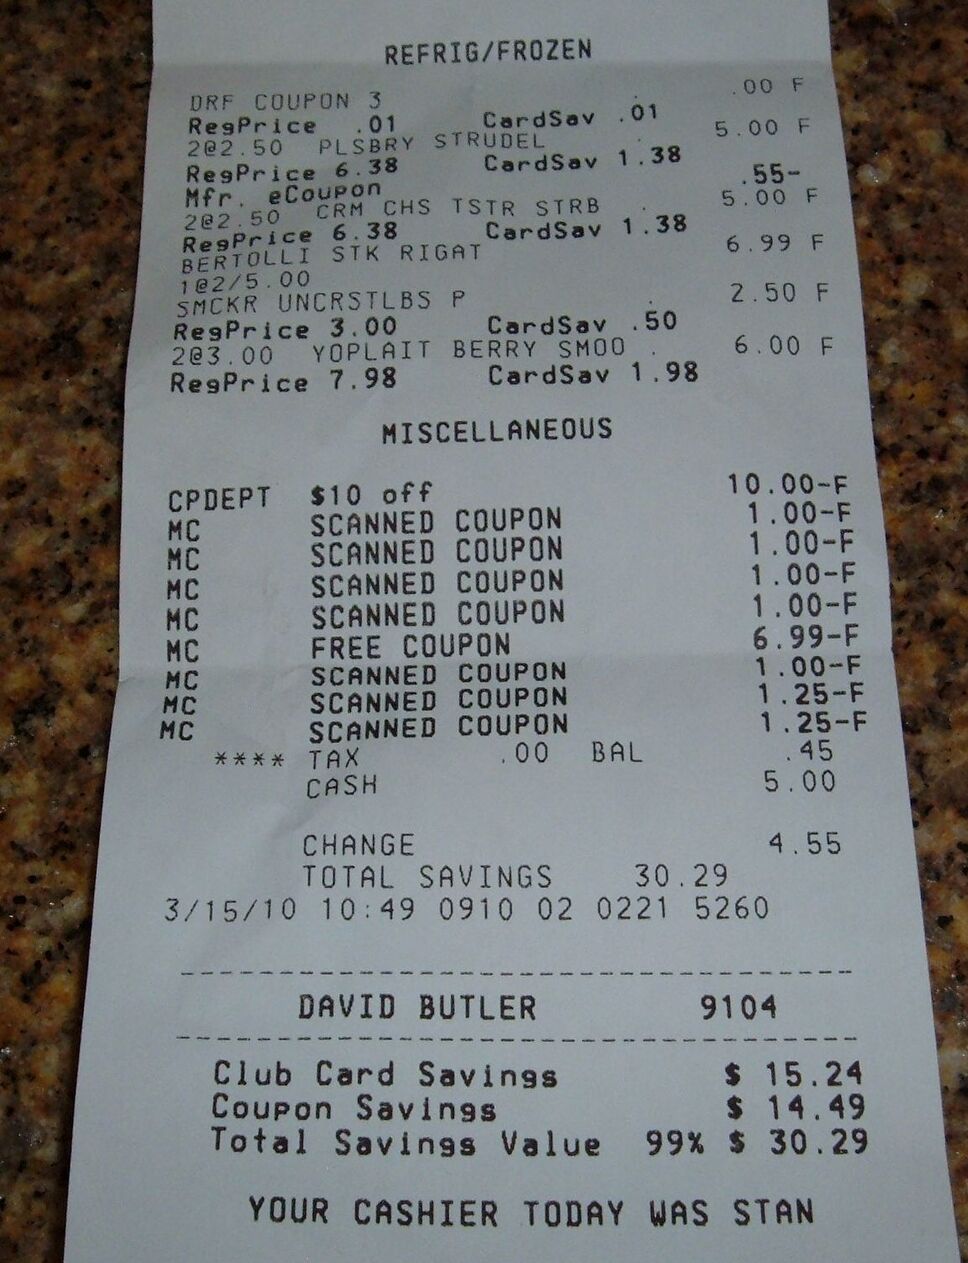 REFRIG/FROZEN
DRF COUPON 3 .00 F
RegPrice .01 CardSav .01
2@2.50 PLSBRY STRUDEL 5.00 F
RegPrice 6.38 CardSav 1.38
Mfr. eCoupon .55-
2@2.50 CRM CHS TSTR STRB 5.00 F
RegPrice 6.38 CardSav 1.38
BERTOLLI STK RIGAT 6.99 F
1@2/5.00
SMCKR UNCRSTLBS P 2.50 F
RegPrice 3.00 CardSav .50
2@3.00 YOPLAIT BERRY SMOO 6.00 F
RegPrice 7.98 CardSav 1.98
MISCELLANEOUS
CPDEPT $10 off 10.00-F
MC SCANNED COUPON 1.00-F
MC SCANNED COUPON 1.00-F
MC SCANNED COUPON 1.00-F
MC SCANNED COUPON 1.00-F
MC FREE COUPON 6.99-F
MC SCANNED COUPON 1.00-F
MC SCANNED COUPON 1.25-F
MC SCANNED COUPON 1.25-F
**** TAX .00 BAL .45
CASH 5.00
CHANGE 4.55
TOTAL SAVINGS 30.29
3/15/10 10:49 0910 02 0221 5260
DAVID BUTLER 9104
Club Card Savings $ 15.24
Coupon Savings $ 14.49
Total Savings Value 99% $ 30.29
YOUR CASHIER TODAY WAS STAN